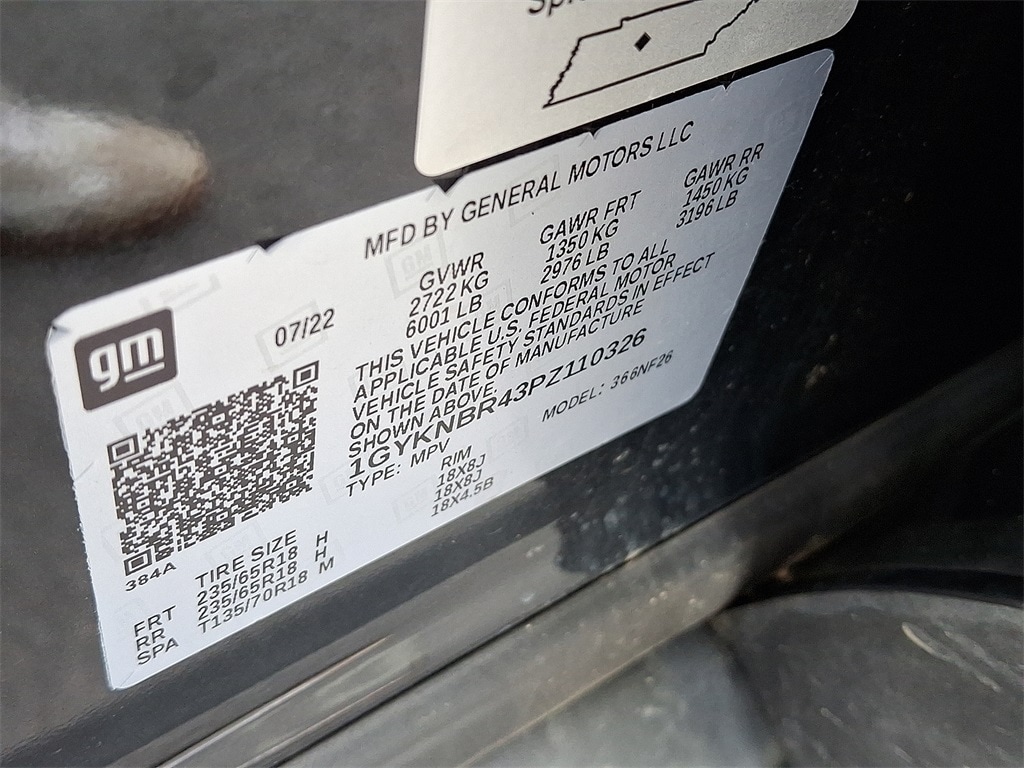 MFD BY GENERAL MOTORS LLC
gm
07/22
GVWR GAWR FRT GAWR RR
2722 KG 1350 KG 1450 KG
6001 LB 2976 LB 3196 LB
THIS VEHICLE CONFORMS TO ALL
APPLICABLE U.S. FEDERAL MOTOR
VEHICLE SAFETY STANDARDS IN EFFECT
ON THE DATE OF MANUFACTURE
SHOWN ABOVE.
1GYKNBR43PZ110326
TYPE: MPV MODEL: 366NF26
384A
TIRE SIZE RIM
FRT 235/65R18 H 18X8J
RR 235/65R18 H 18X8J
SPA T135/70R18 M 18X4.5B